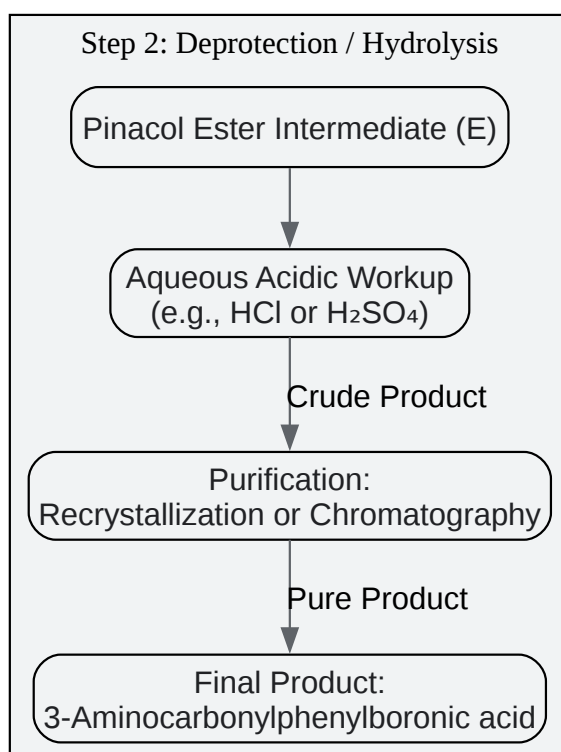 Step 2: Deprotection / Hydrolysis
Pinacol Ester Intermediate (E)
Aqueous Acidic Workup
(e.g., HCl or H₂SO₄)
Crude Product
Purification:
Recrystallization or Chromatography
Pure Product
Final Product:
3-Aminocarbonylphenylboronic acid